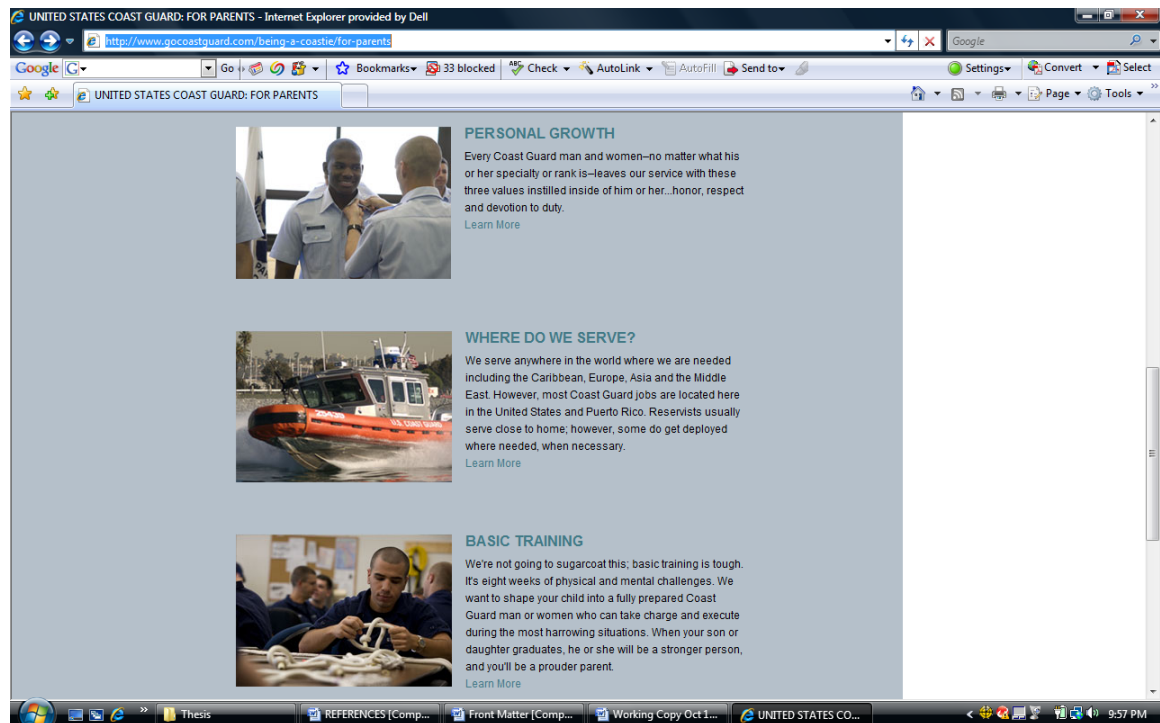 UNITED STATES COAST GUARD: FOR PARENTS - Internet Explorer provided by Dell
http://www.gocoastguard.com/being-a-coastie/for-parents
Google
Google G Go Bookmarks 33 blocked ABC Check AutoLink AutoFill Send to Settings Convert Select
UNITED STATES COAST GUARD: FOR PARENTS
Page Tools
PERSONAL GROWTH
Every Coast Guard man and women–no matter what his
or her specialty or rank is–leaves our service with these
three values instilled inside of him or her...honor, respect
and devotion to duty.
Learn More
WHERE DO WE SERVE?
We serve anywhere in the world where we are needed
including the Caribbean, Europe, Asia and the Middle
East. However, most Coast Guard jobs are located here
in the United States and Puerto Rico. Reservists usually
serve close to home; however, some do get deployed
where needed, when necessary.
Learn More
U.S. COAST GUARD
BASIC TRAINING
We're not going to sugarcoat this; basic training is tough.
It's eight weeks of physical and mental challenges. We
want to shape your child into a fully prepared Coast
Guard man or women who can take charge and execute
during the most harrowing situations. When your son or
daughter graduates, he or she will be a stronger person,
and you'll be a prouder parent.
Learn More
Thesis REFERENCES [Comp... Front Matter [Comp... Working Copy Oct 1... UNITED STATES CO... 9:57 PM